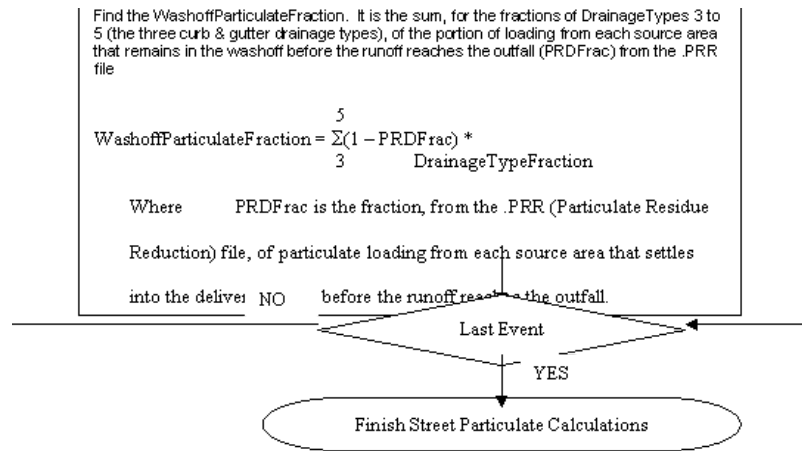 Find the WashoffParticulateFraction. It is the sum, for the fractions of DrainageTypes 3 to
5 (the three curb & gutter drainage types), of the portion of loading from each source area
that remains in the washoff before the runoff reaches the outfall (PRDFrac) from the .PRR
file
5
WashoffParticulateFraction = Σ(1 – PRDFrac) *
3 DrainageTypeFraction
Where PRDFrac is the fraction, from the .PRR (Particulate Residue
Reduction) file, of particulate loading from each source area that settles
into the before the runoff the outfall.
NO
Last Event
YES
Finish Street Particulate Calculations